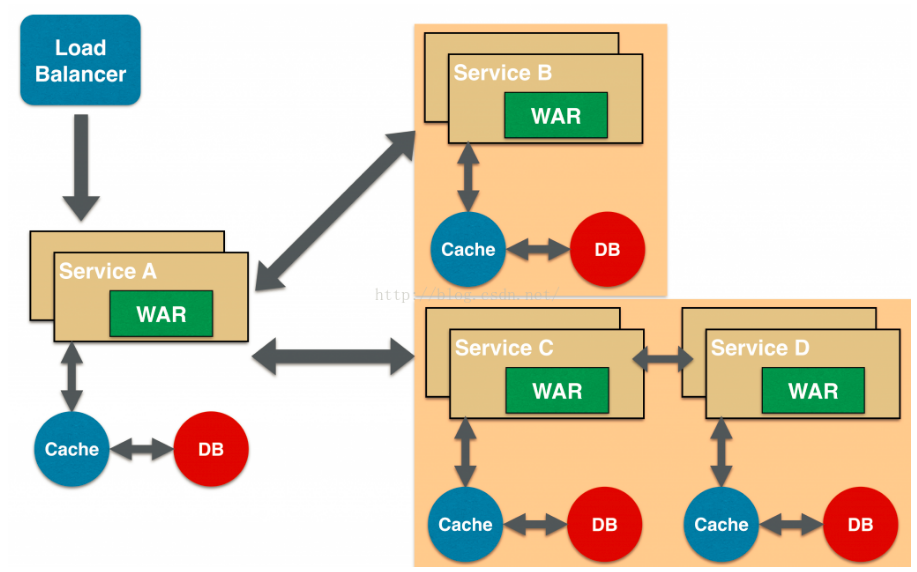 Load
Balancer
Service A
WAR
Cache
DB
Service B
WAR
Cache
DB
http://blog.csdn.net/
Service C
WAR
Cache
DB
Service D
WAR
Cache
DB